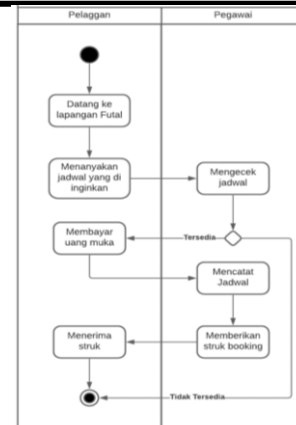 Pelaggan
Pegawai
Datang ke
lapangan Futal
Menanyakan
jadwal yang di
inginkan
Mengecek
jadwal
Membayar
uang muka
Tersedia
Mencatat
Jadwal
Menerima
struk
Memberikan
struk booking
Tidak Tersedia